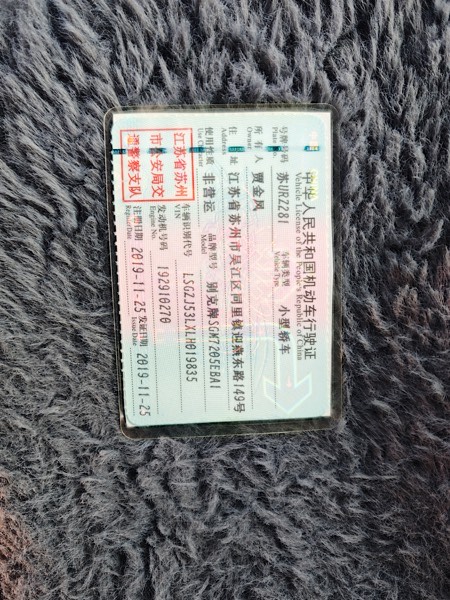 中华人民共和国机动车行驶证
Vehicle License of the People's Republic of China
号牌号码 苏URZ281 车辆类型 小型轿车
Plate No. Vehicle Type
所有人 贾金凤
Owner
住址 江苏省苏州市吴江区同里镇迎燕东路149号
Address
使用性质 非营运 品牌型号 别克牌SGM7205EBA1
Use Character Model
江苏省苏州
市公安局交
通警察支队
车辆识别代号 LSGZJ53LXLH019835
VIN
发动机号码 192910270
Engine No.
注册日期 2019-11-25 发证日期 2019-11-25
Register Date Issue Date